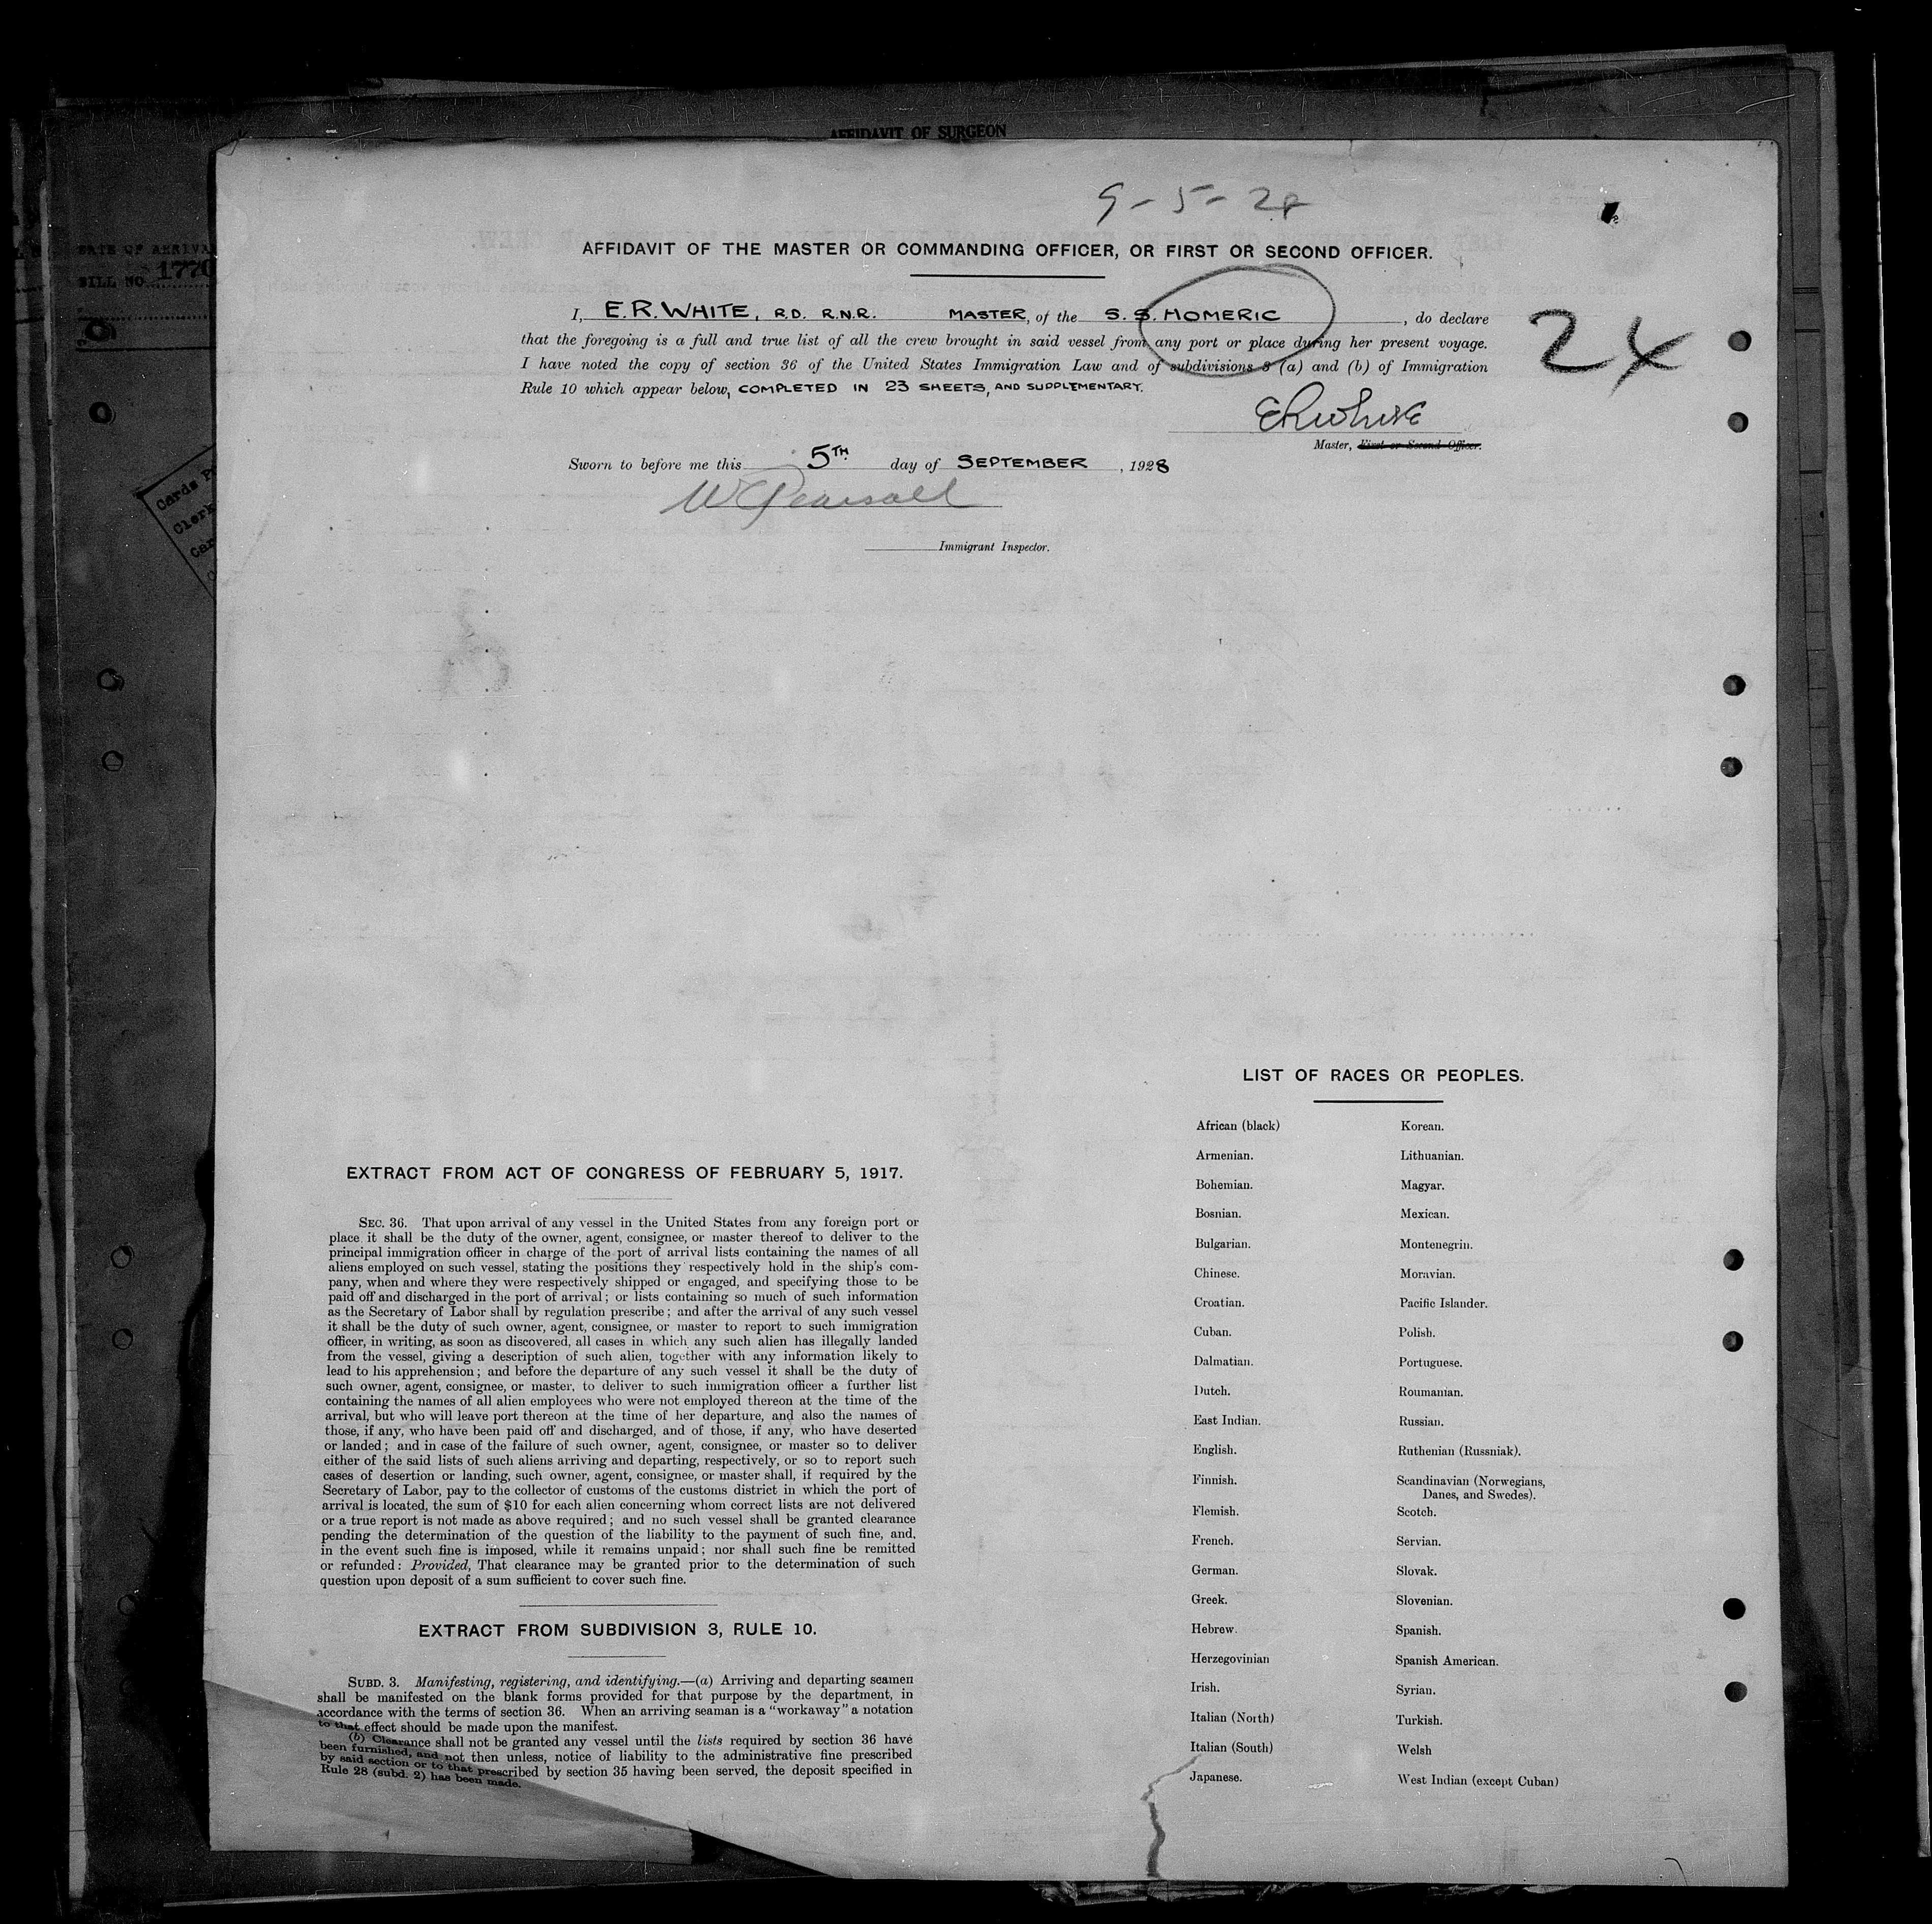 AFFIDAVIT OF SURGEON
9-5-28
AFFIDAVIT OF THE MASTER OR COMMANDING OFFICER, OR FIRST OR SECOND OFFICER.
DATE OF ARRIVA
BILL NO. 1770
I, E.R. WHITE, R.D. R.N.R. MASTER, of the S.S. HOMERIC, do declare
that the foregoing is a full and true list of all the crew brought in said vessel from any port or place during her present voyage.
I have noted the copy of section 36 of the United States Immigration Law and of subdivisions 3 (a) and (b) of Immigration
Rule 10 which appear below, COMPLETED IN 23 SHEETS, AND SUPPLEMENTARY.
24
ERWhite
Master, First or Second Officer.
Sworn to before me this 5TH day of SEPTEMBER, 1928
W Pearsall
Immigrant Inspector.
Cards P
Clerk
Car
LIST OF RACES OR PEOPLES.
African (black) Korean.
Armenian. Lithuanian.
Bohemian. Magyar.
Bosnian. Mexican.
Bulgarian. Montenegrin.
Chinese. Moravian.
Croatian. Pacific Islander.
Cuban. Polish.
Dalmatian. Portuguese.
Dutch. Roumanian.
East Indian. Russian.
English. Ruthenian (Russniak).
Finnish. Scandinavian (Norwegians,
Danes, and Swedes).
Flemish. Scotch.
French. Servian.
German. Slovak.
Greek. Slovenian.
Hebrew. Spanish.
Herzegovinian Spanish American.
Irish. Syrian.
Italian (North) Turkish.
Italian (South) Welsh
Japanese. West Indian (except Cuban)
EXTRACT FROM ACT OF CONGRESS OF FEBRUARY 5, 1917.
SEC. 36. That upon arrival of any vessel in the United States from any foreign port or
place it shall be the duty of the owner, agent, consignee, or master thereof to deliver to the
principal immigration officer in charge of the port of arrival lists containing the names of all
aliens employed on such vessel, stating the positions they respectively hold in the ship's com-
pany, when and where they were respectively shipped or engaged, and specifying those to be
paid off and discharged in the port of arrival; or lists containing so much of such information
as the Secretary of Labor shall by regulation prescribe; and after the arrival of any such vessel
it shall be the duty of such owner, agent, consignee, or master to report to such immigration
officer, in writing, as soon as discovered, all cases in which any such alien has illegally landed
from the vessel, giving a description of such alien, together with any information likely to
lead to his apprehension; and before the departure of any such vessel it shall be the duty of
such owner, agent, consignee, or master, to deliver to such immigration officer a further list
containing the names of all alien employees who were not employed thereon at the time of the
arrival, but who will leave port thereon at the time of her departure, and also the names of
those, if any, who have been paid off and discharged, and of those, if any, who have deserted
or landed; and in case of the failure of such owner, agent, consignee, or master so to deliver
either of the said lists of such aliens arriving and departing, respectively, or so to report such
cases of desertion or landing, such owner, agent, consignee, or master shall, if required by the
Secretary of Labor, pay to the collector of customs of the customs district in which the port of
arrival is located, the sum of $10 for each alien concerning whom correct lists are not delivered
or a true report is not made as above required; and no such vessel shall be granted clearance
pending the determination of the question of the liability to the payment of such fine, and,
in the event such fine is imposed, while it remains unpaid; nor shall such fine be remitted
or refunded: Provided, That clearance may be granted prior to the determination of such
question upon deposit of a sum sufficient to cover such fine.
EXTRACT FROM SUBDIVISION 3, RULE 10.
SUBD. 3. Manifesting, registering, and identifying.—(a) Arriving and departing seamen
shall be manifested on the blank forms provided for that purpose by the department, in
accordance with the terms of section 36. When an arriving seaman is a "workaway" a notation
to that effect should be made upon the manifest.
(b) Clearance shall not be granted any vessel until the lists required by section 36 have
been furnished, and not then unless, notice of liability to the administrative fine prescribed
by said section or to that prescribed by section 35 having been served, the deposit specified in
Rule 28 (subd. 2) has been made.